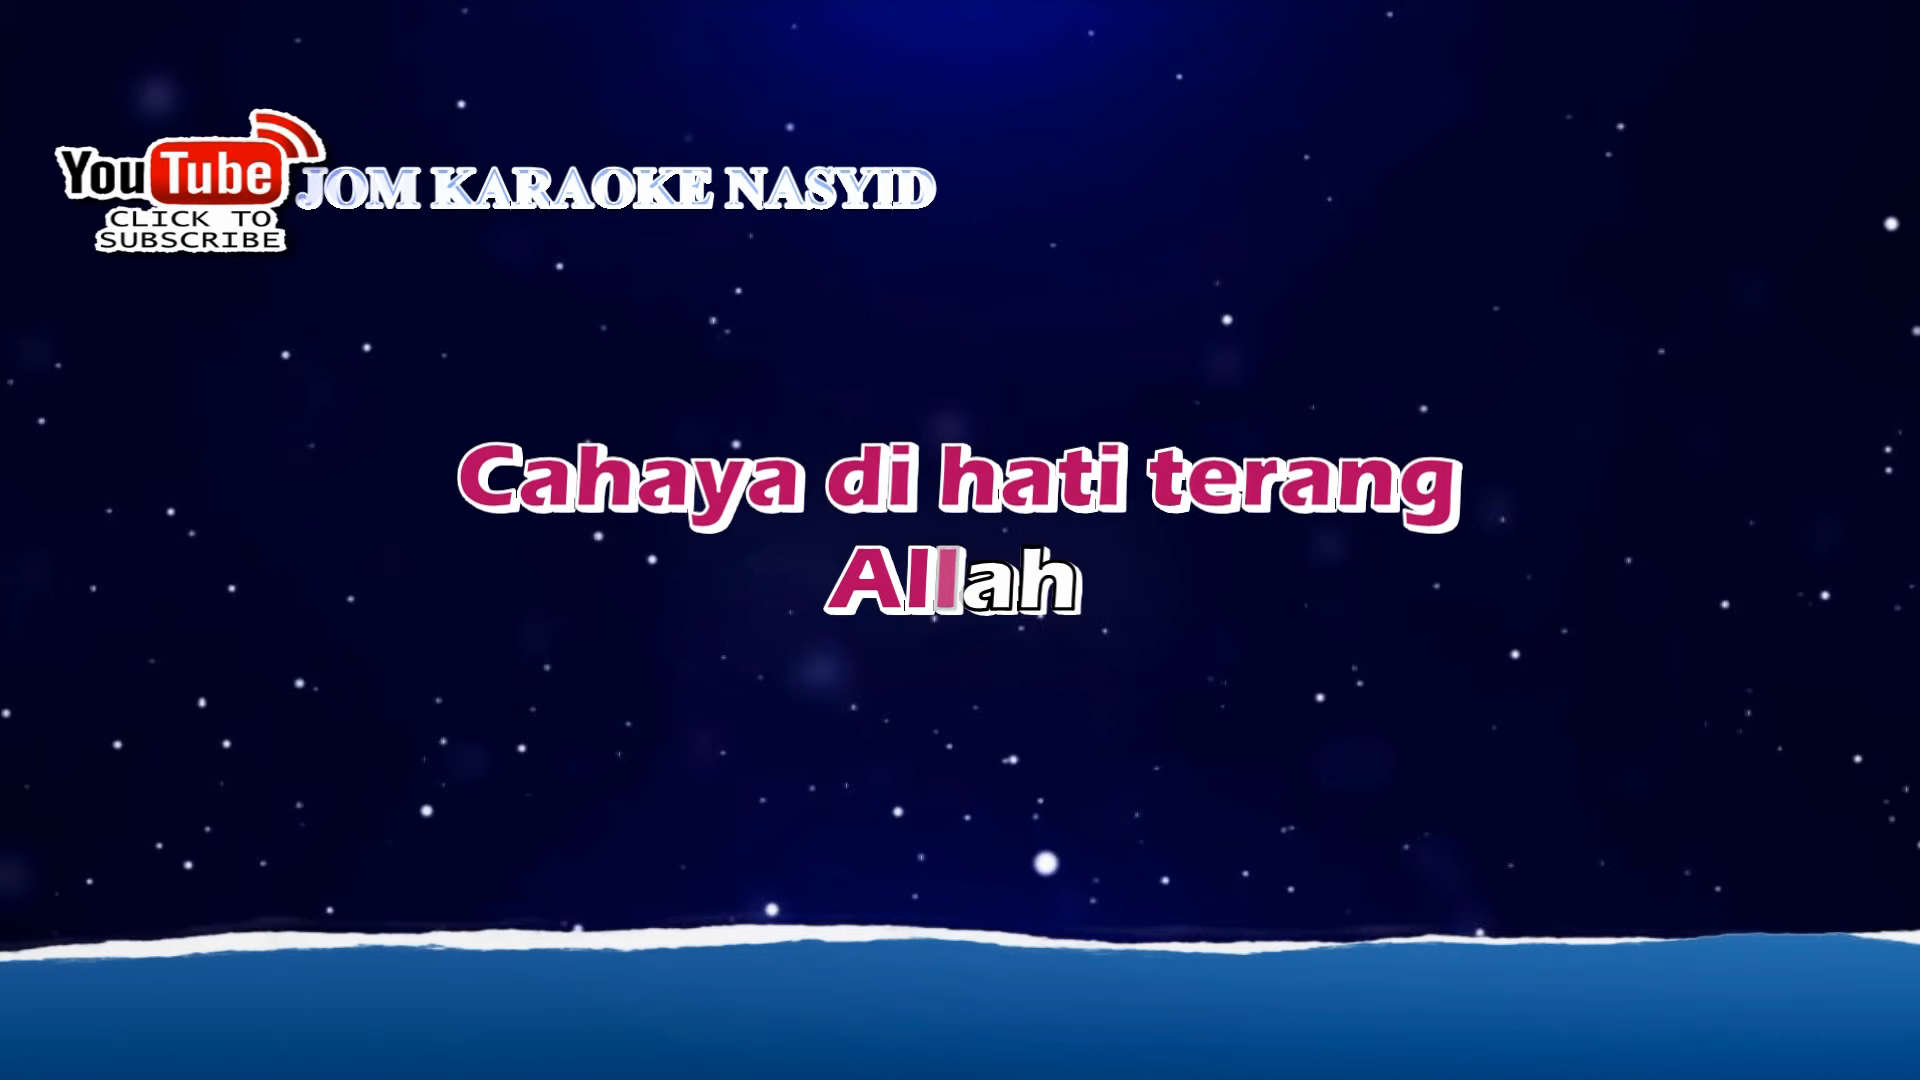 YouTube
CLICK TO
SUBSCRIBE
JOM KARAOKE NASYID
Cahaya di hati terang
Allah